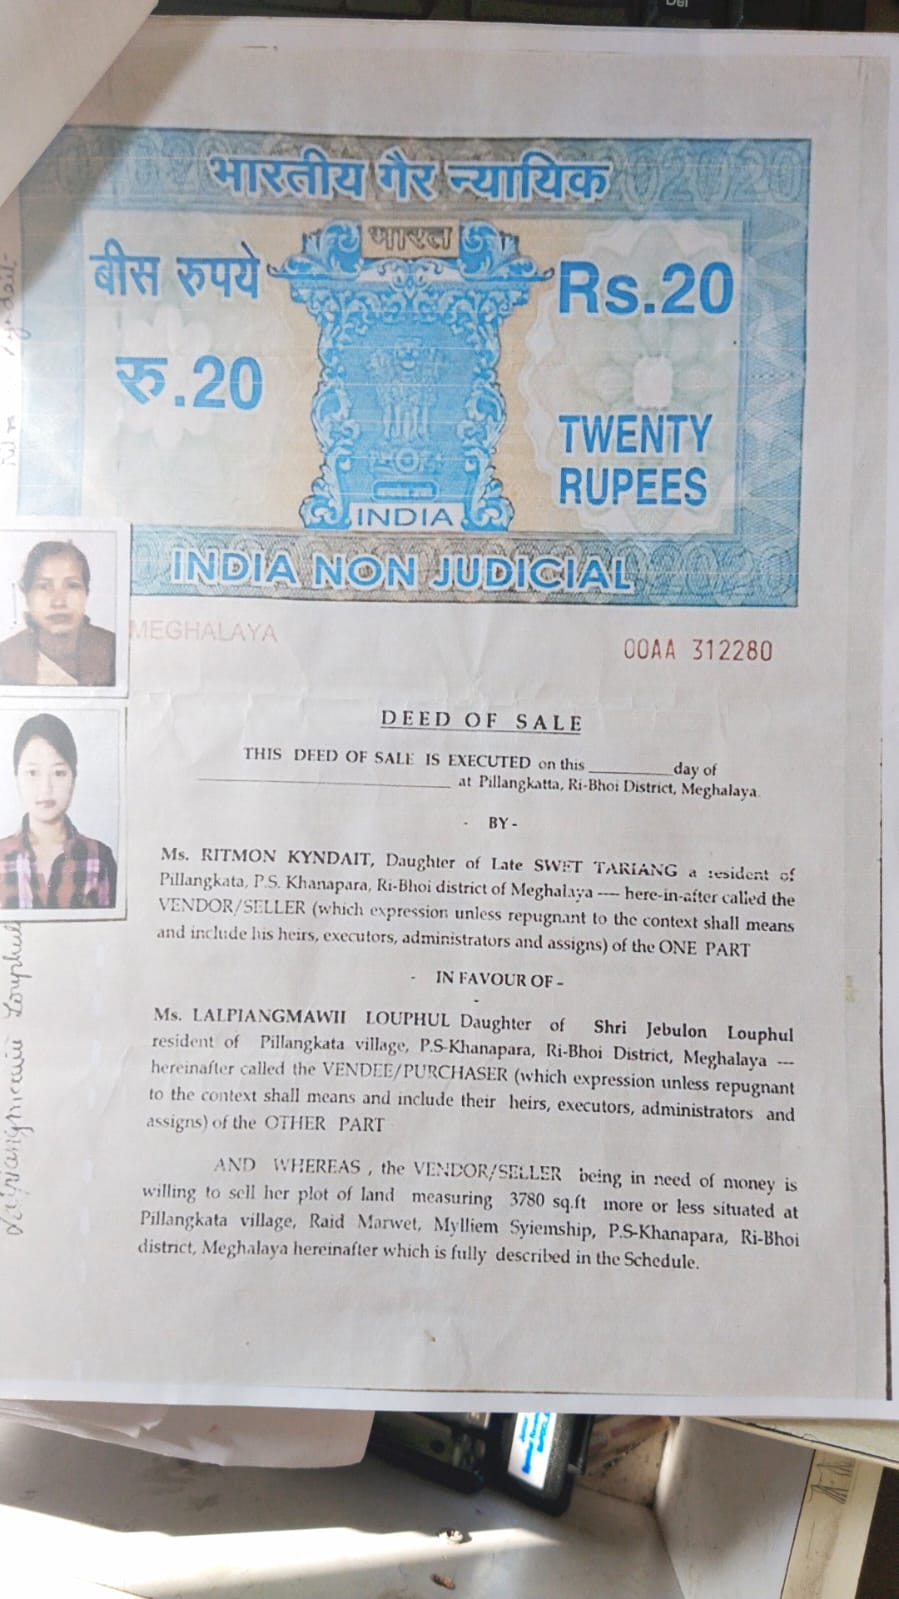 भारतीय गैर न्यायिक
भारत
बीस रुपये
Rs.20
रु.20
TWENTY
RUPEES
INDIA
INDIA NON JUDICIAL
MEGHALAYA
00AA 312280
DEED OF SALE
THIS DEED OF SALE IS EXECUTED on this ________ day of
________________________ at Pillangkatta, Ri-Bhoi District, Meghalaya.
- BY -
Ms. RITMON KYNDAIT, Daughter of Late SWET TARIANG a resident of
Pillangkata, P.S. Khanapara, Ri-Bhoi district of Meghalaya ---- here-in-after called the
VENDOR/SELLER (which expression unless repugnant to the context shall means
and include his heirs, executors, administrators and assigns) of the ONE PART
- IN FAVOUR OF -
-
Ms. LALPIANGMAWII LOUPHUL Daughter of Shri Jebulon Louphul
resident of Pillangkata village, P.S-Khanapara, Ri-Bhoi District, Meghalaya ---
hereinafter called the VENDEE/PURCHASER (which expression unless repugnant
to the context shall means and include their heirs, executors, administrators and
assigns) of the OTHER PART
AND WHEREAS , the VENDOR/SELLER being in need of money is
willing to sell her plot of land measuring 3780 sq.ft more or less situated at
Pillangkata village, Raid Marwet, Mylliem Syiemship, P.S-Khanapara, Ri-Bhoi
district, Meghalaya hereinafter which is fully described in the Schedule.
Louphul